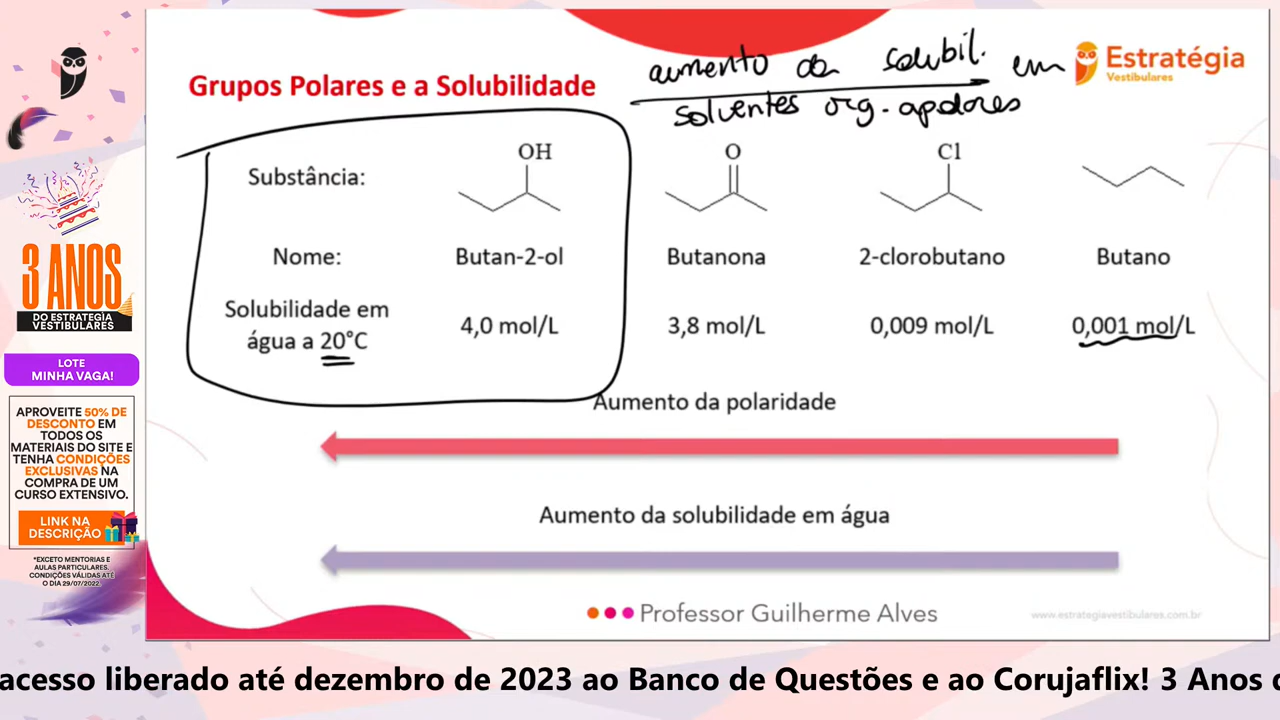 aumento da solubil. em
solventes org. apolares
Estratégia
Vestibulares
Grupos Polares e a Solubilidade
OH
O
Cl
Substância:
Nome:
Butan-2-ol
Butanona
2-clorobutano
Butano
Solubilidade em
água a 20°C
4,0 mol/L
3,8 mol/L
0,009 mol/L
0,001 mol/L
Aumento da polaridade
Aumento da solubilidade em água
Professor Guilherme Alves
www.estrategiavestibulares.com.br
3 ANOS
DO ESTRATEGIA
VESTIBULARES
LOTE
MINHA VAGA!
APROVEITE 50% DE
DESCONTO EM
TODOS OS
MATERIAIS DO SITE E
TENHA CONDIÇÕES
EXCLUSIVAS NA
COMPRA DE UM
CURSO EXTENSIVO.
LINK NA
DESCRIÇÃO
*EXCETO MENTORIAS E
AULAS PARTICULARES.
CONDIÇÕES VÁLIDAS ATÉ
O DIA 29/07/2022.
acesso liberado até dezembro de 2023 ao Banco de Questões e ao Corujaflix! 3 Anos